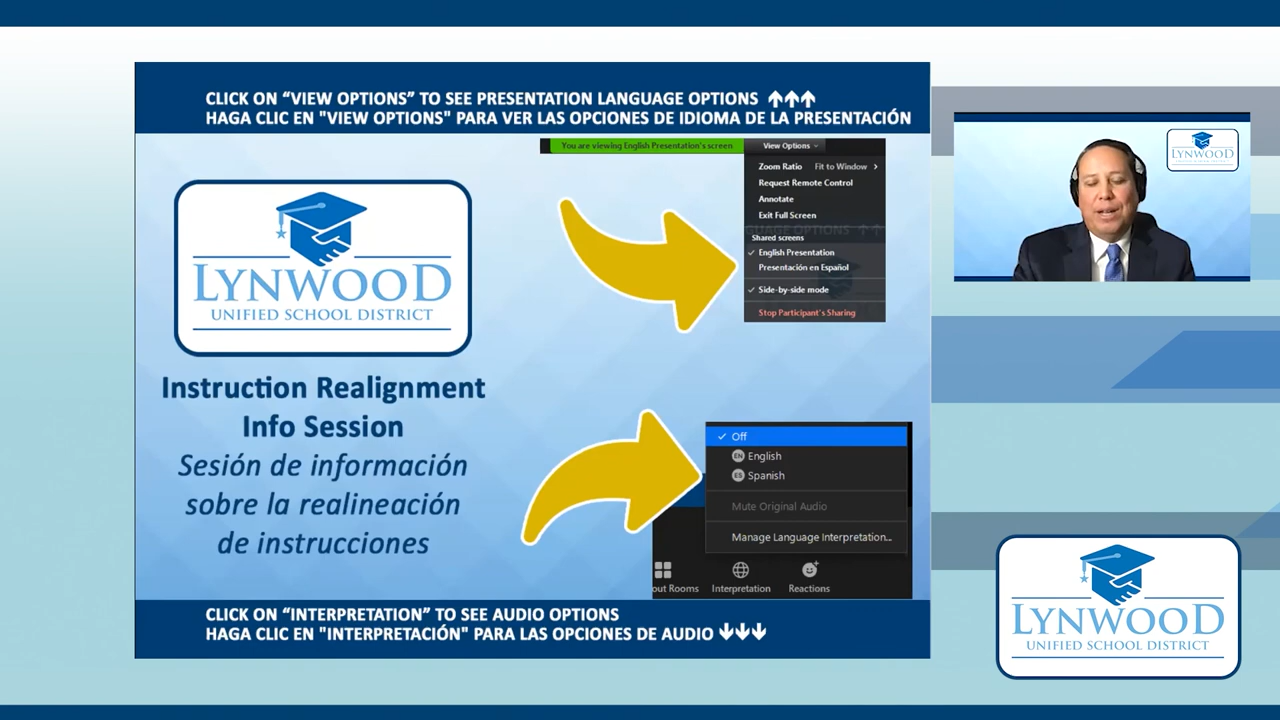 CLICK ON “VIEW OPTIONS” TO SEE PRESENTATION LANGUAGE OPTIONS
HAGA CLIC EN "VIEW OPTIONS" PARA VER LAS OPCIONES DE IDIOMA DE LA PRESENTACIÓN
You are viewing English Presentation's screen
View Options
Zoom Ratio Fit to Window
Request Remote Control
Annotate
Exit Full Screen
Shared screens
English Presentation
Presentación en Español
Side-by-side mode
Stop Participant's Sharing
LYNWOOD
UNIFIED SCHOOL DISTRICT
Instruction Realignment
Info Session
Sesión de información
sobre la realineación
de instrucciones
Off
EN English
ES Spanish
Mute Original Audio
Manage Language Interpretation...
out Rooms
Interpretation
Reactions
CLICK ON “INTERPRETATION” TO SEE AUDIO OPTIONS
HAGA CLIC EN "INTERPRETACIÓN" PARA LAS OPCIONES DE AUDIO
LYNWOOD
LYNWOOD
UNIFIED SCHOOL DISTRICT